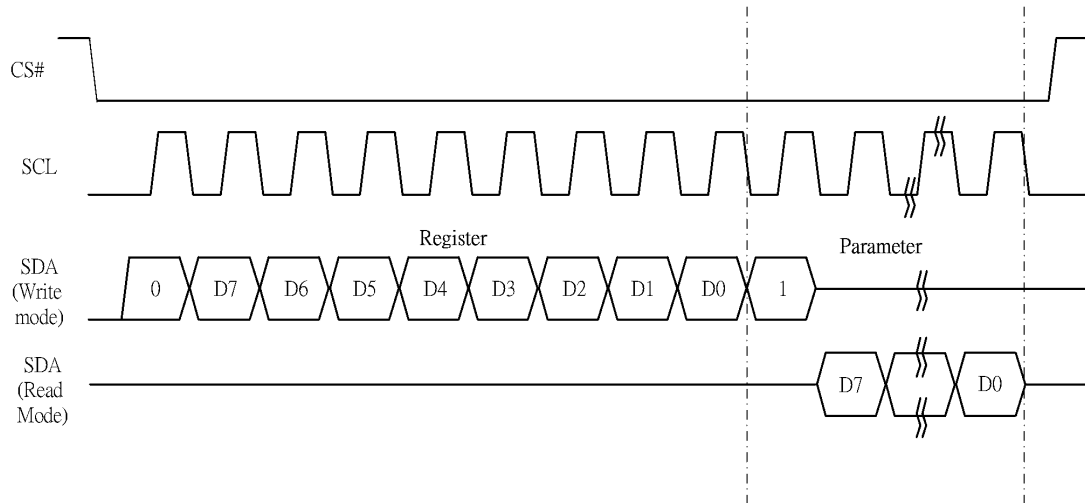 CS#
SCL
Register
Parameter
SDA
(Write
mode)
0 D7 D6 D5 D4 D3 D2 D1 D0 1
SDA
(Read
Mode)
D7 D0